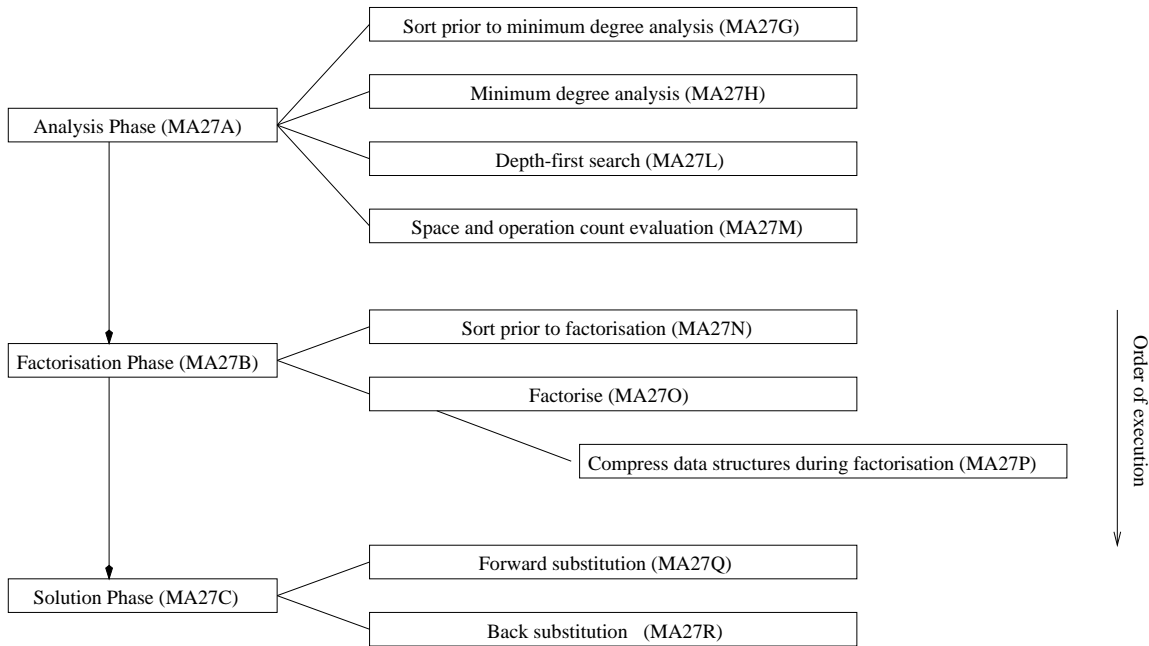 Sort prior to minimum degree analysis (MA27G)
Minimum degree analysis (MA27H)
Analysis Phase (MA27A)
Depth-first search (MA27L)
Space and operation count evaluation (MA27M)
Sort prior to factorisation (MA27N)
Factorisation Phase (MA27B)
Factorise (MA27O)
Compress data structures during factorisation (MA27P)
Order of execution
Forward substitution (MA27Q)
Solution Phase (MA27C)
Back substitution (MA27R)